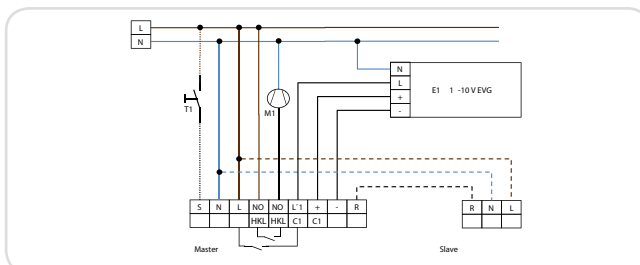 L
N
N
L
+
-
E1 1 -10 V EVG
T1
M1
S N L NO NO L´1 + - R
HKL HKL C1 C1
R N L
Master
Slave